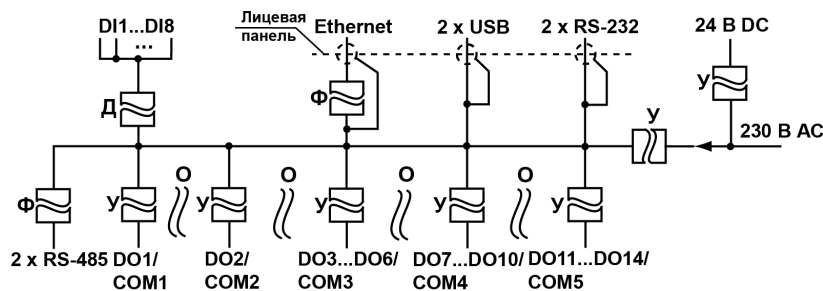 DI1...DI8
...
Лицевая
панель
Ethernet
2 x USB
2 x RS-232
24 В DC
Д
Ф
У
У
230 В AC
О
О
О
О
Ф
У
У
У
У
У
2 x RS-485
DO1/
COM1
DO2/
COM2
DO3...DO6/
COM3
DO7...DO10/
COM4
DO11...DO14/
COM5